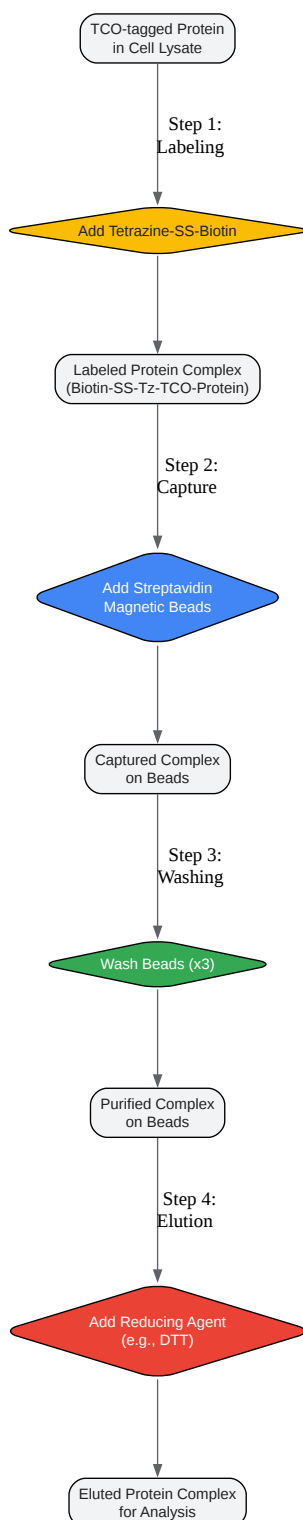 TCO-tagged Protein
in Cell Lysate
Step 1:
Labeling
Add Tetrazine-SS-Biotin
Labeled Protein Complex
(Biotin-SS-Tz-TCO-Protein)
Step 2:
Capture
Add Streptavidin
Magnetic Beads
Captured Complex
on Beads
Step 3:
Washing
Wash Beads (x3)
Purified Complex
on Beads
Step 4:
Elution
Add Reducing Agent
(e.g., DTT)
Eluted Protein Complex
for Analysis